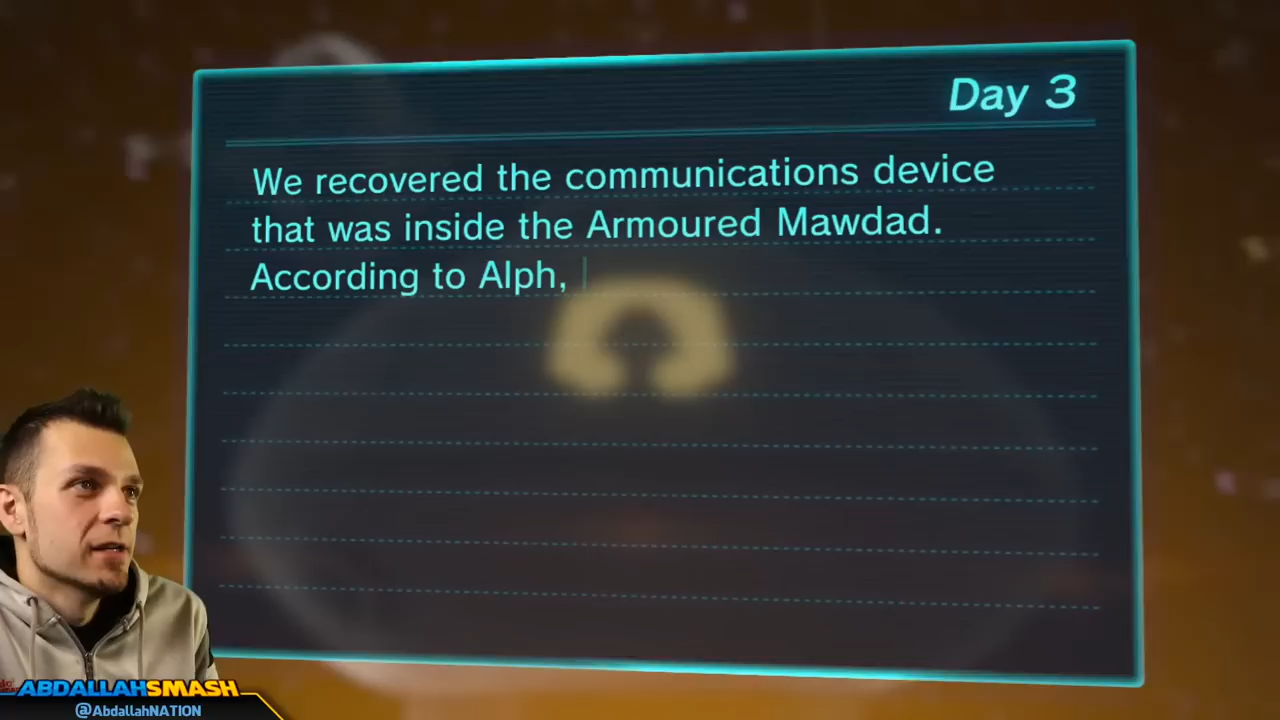 Day 3
We recovered the communications device
that was inside the Armoured Mawdad.
According to Alph,
ABDALLAHSMASH
@AbdallahNATION